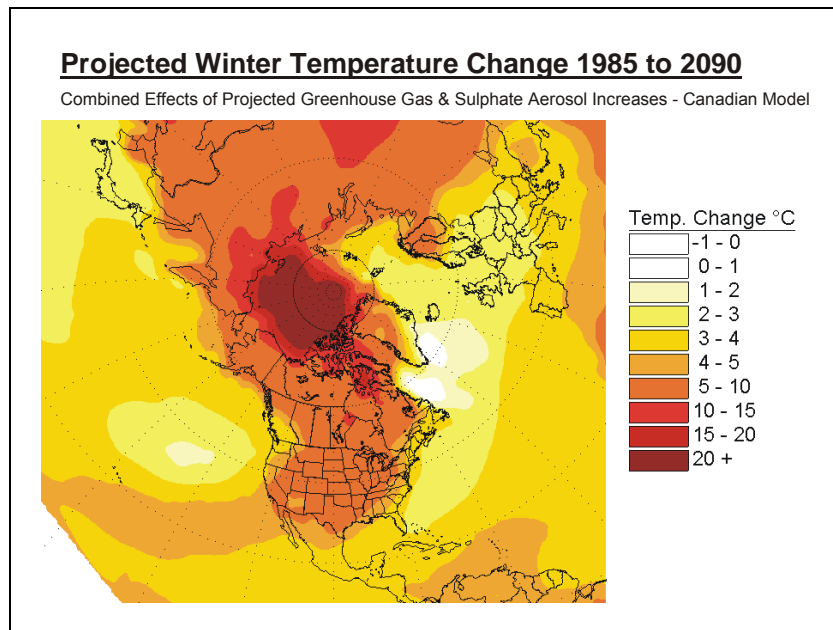 Projected Winter Temperature Change 1985 to 2090
Combined Effects of Projected Greenhouse Gas & Sulphate Aerosol Increases - Canadian Model
Temp. Change °C
-1 - 0
0 - 1
1 - 2
2 - 3
3 - 4
4 - 5
5 - 10
10 - 15
15 - 20
20 +